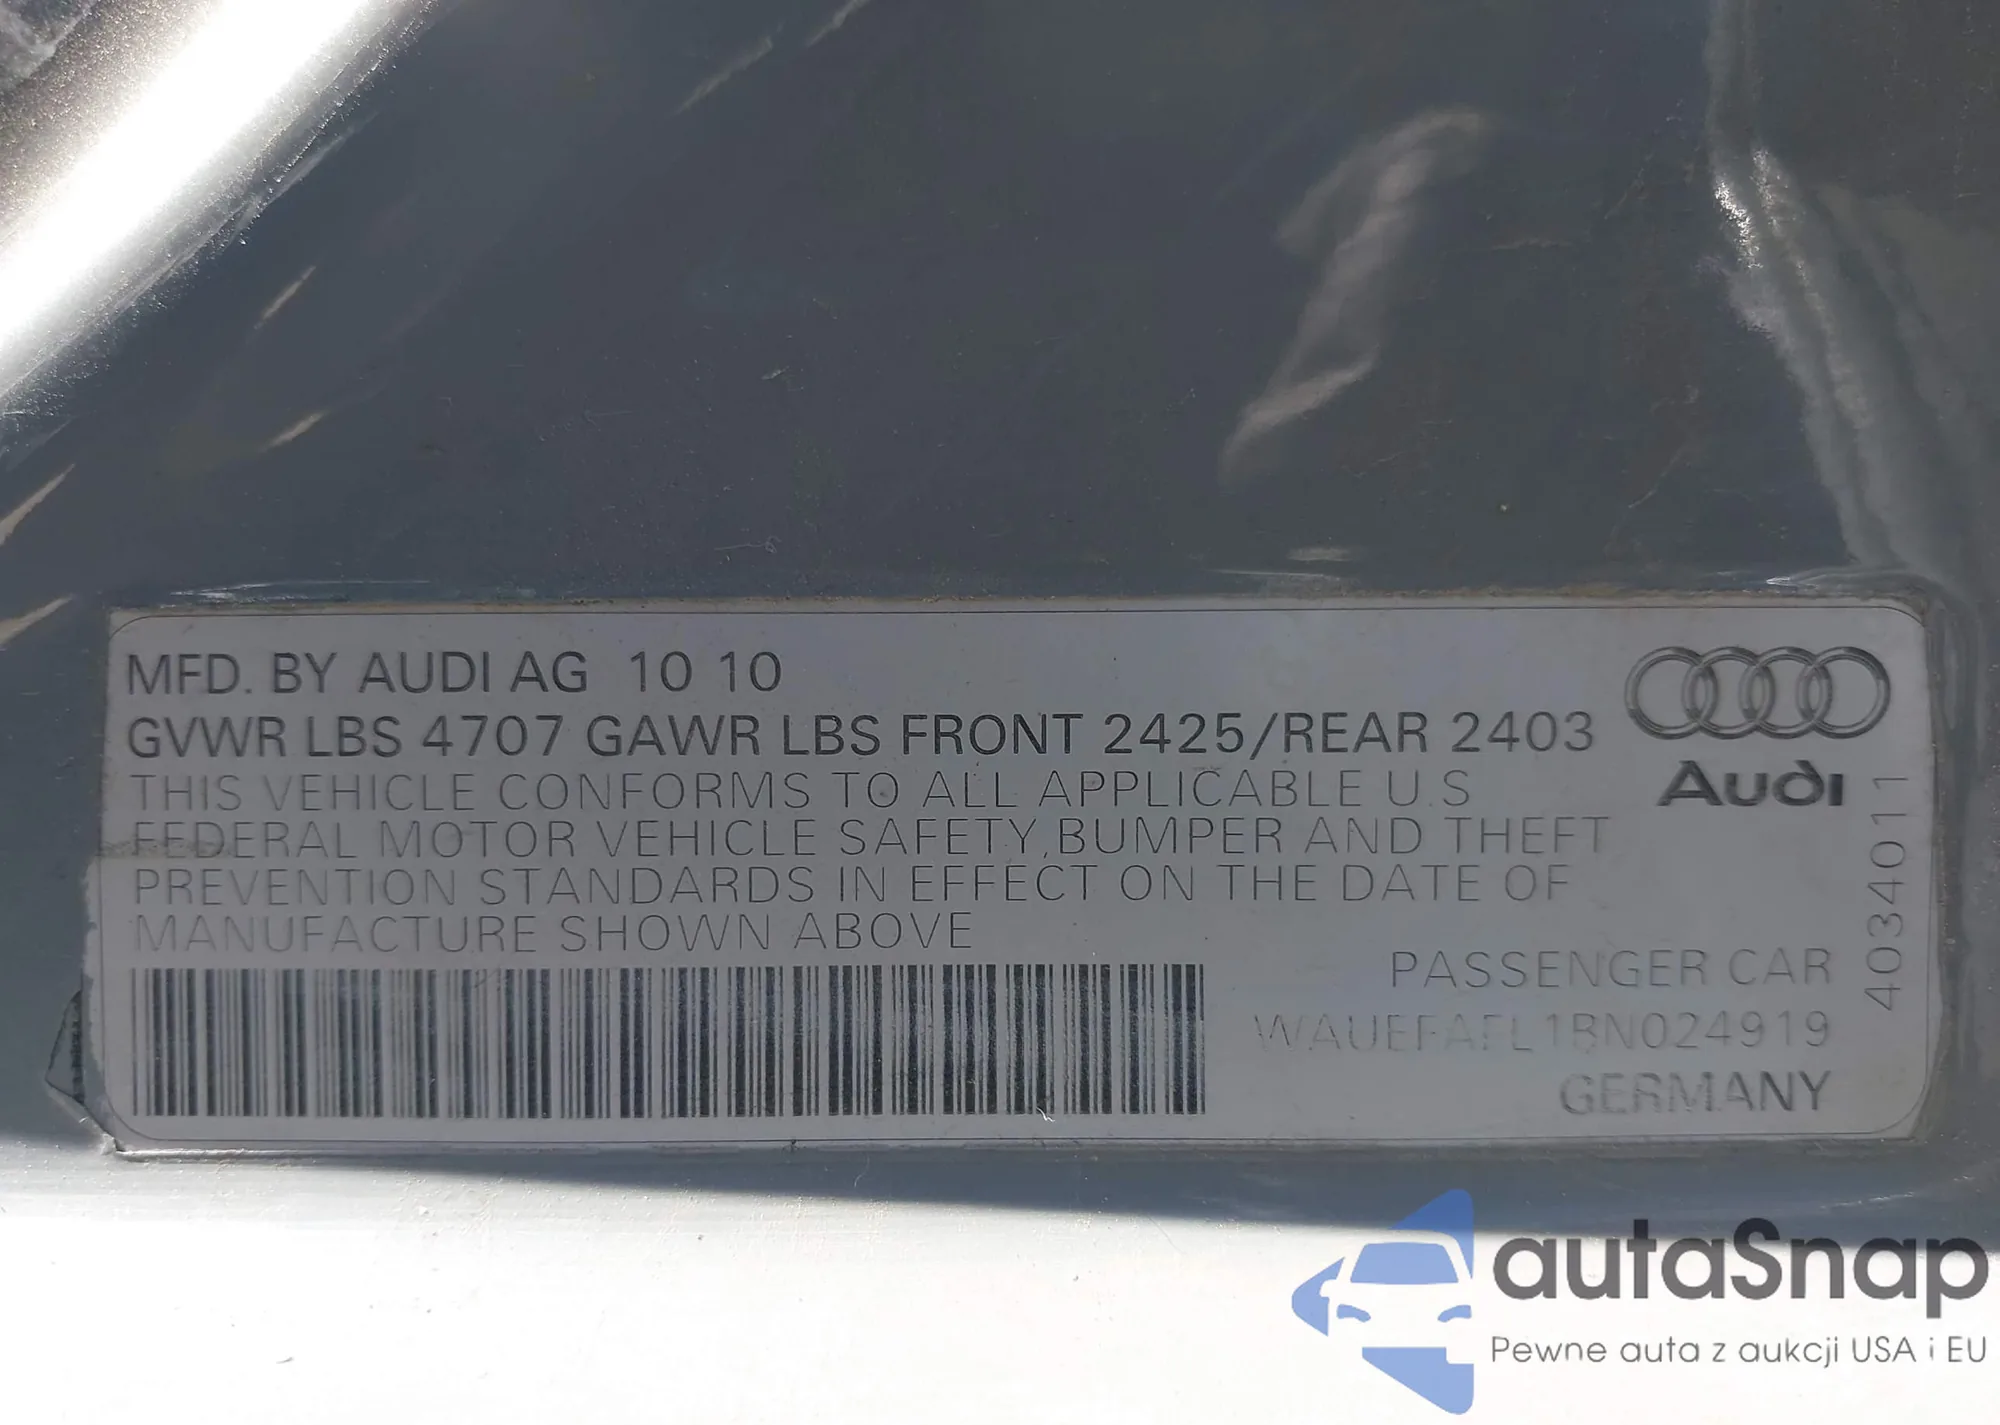 MFD. BY AUDI AG 10 10
GVWR LBS 4707 GAWR LBS FRONT 2425/REAR 2403
THIS VEHICLE CONFORMS TO ALL APPLICABLE U.S
FEDERAL MOTOR VEHICLE SAFETY,BUMPER AND THEFT
PREVENTION STANDARDS IN EFFECT ON THE DATE OF
MANUFACTURE SHOWN ABOVE
Audi
4034011
PASSENGER CAR
WAUEFAFL1BN024919
GERMANY
autaSnap
Pewne auta z aukcji USA i EU